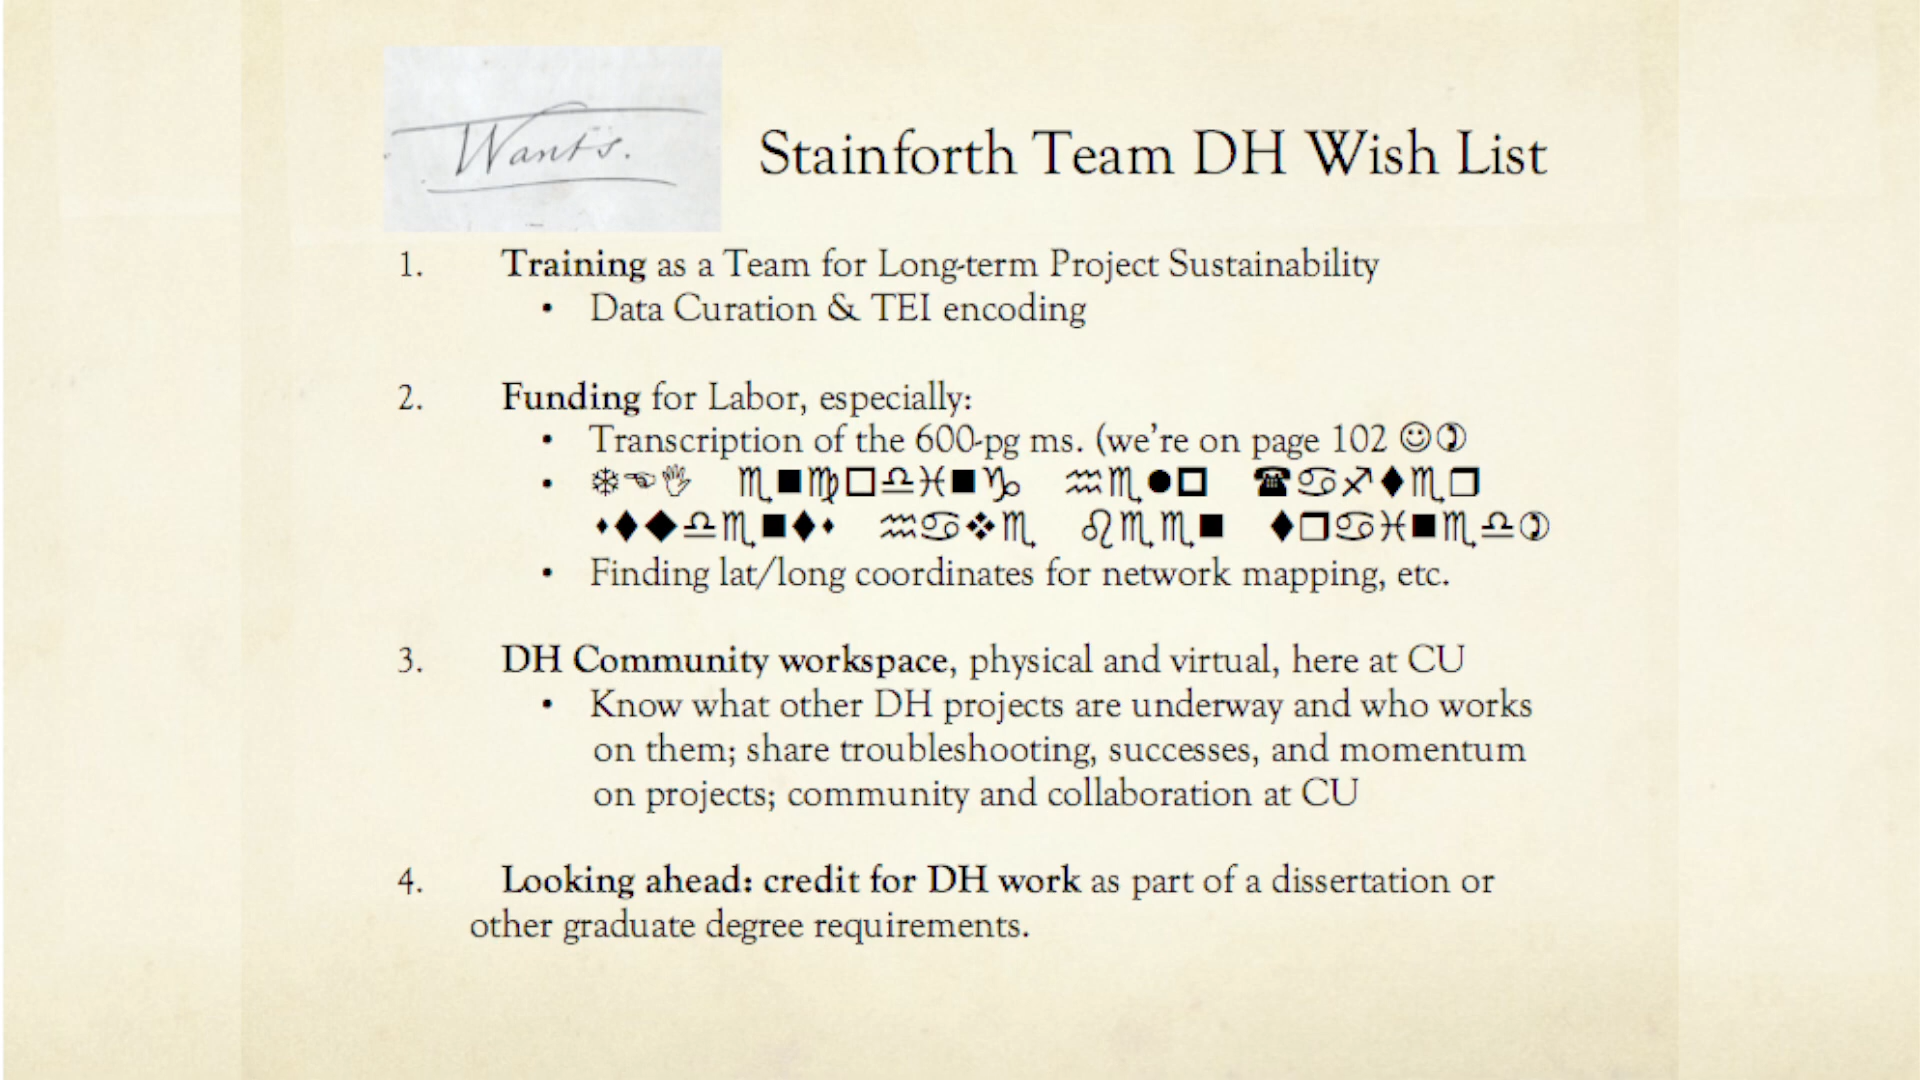 Wants.
Stainforth Team DH Wish List
1. Training as a Team for Long-term Project Sustainability
• Data Curation & TEI encoding
2. Funding for Labor, especially:
• Transcription of the 600-pg ms. (we're on page 102 ☺✆
• ❄☜✋ ♏■♍□♎♓■♑ ♒♏●◻ ☎♋♐⧫♏❒
⬧⧫◆♎♏■⧫⬧ ♒♋❖♏ ♌♏♏■ ⧫❒♋♓■♏♎✆
• Finding lat/long coordinates for network mapping, etc.
3. DH Community workspace, physical and virtual, here at CU
• Know what other DH projects are underway and who works
on them; share troubleshooting, successes, and momentum
on projects; community and collaboration at CU
4. Looking ahead: credit for DH work as part of a dissertation or
other graduate degree requirements.